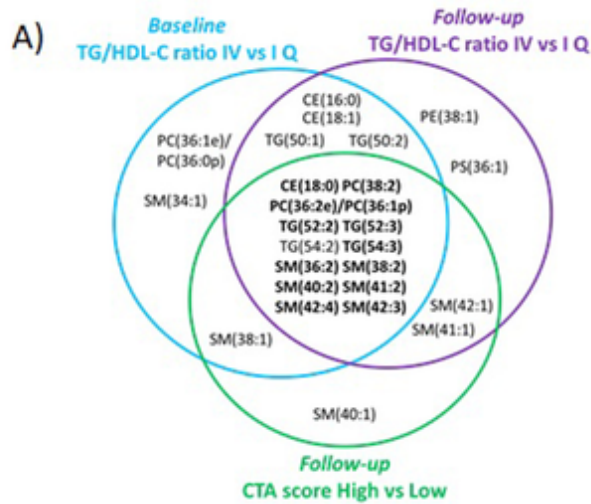 A)
Baseline
TG/HDL-C ratio IV vs I Q
Follow-up
TG/HDL-C ratio IV vs I Q
CE(16:0)
CE(18:1)
TG(50:1) TG(50:2)
PE(38:1)
PS(36:1)
PC(36:1e)/
PC(36:0p)
SM(34:1)
CE(18:0) PC(38:2)
PC(36:2e)/PC(36:1p)
TG(52:2) TG(52:3)
TG(54:2) TG(54:3)
SM(36:2) SM(38:2)
SM(40:2) SM(41:2)
SM(42:4) SM(42:3)
SM(42:1)
SM(41:1)
SM(38:1)
SM(40:1)
Follow-up
CTA score High vs Low